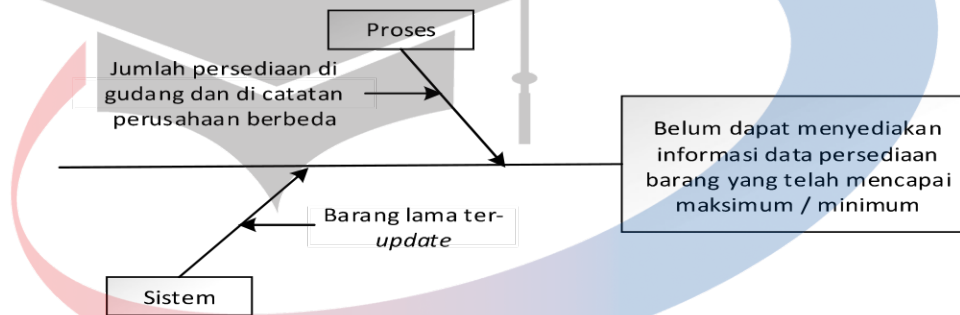 Proses
Jumlah persediaan di
gudang dan di catatan
perusahaan berbeda
Belum dapat menyediakan
informasi data persediaan
barang yang telah mencapai
maksimum / minimum
Barang lama ter-
update
Sistem